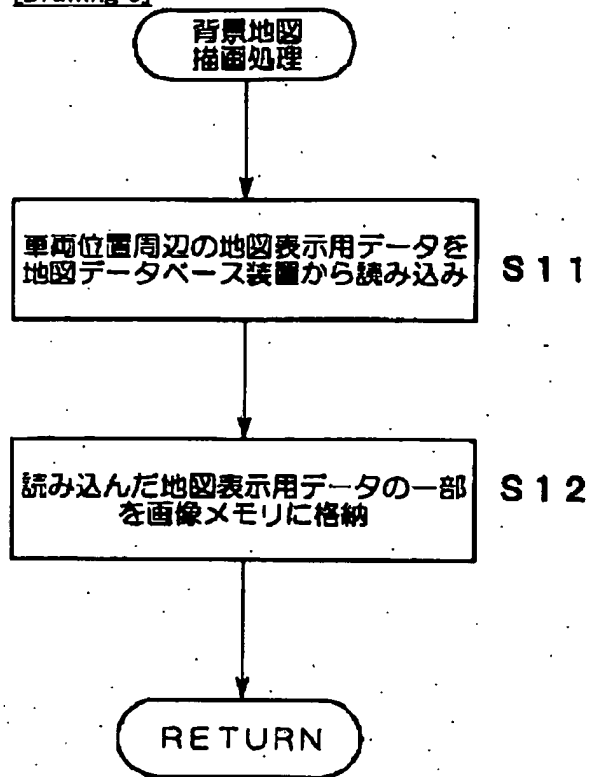 背景地図
描画処理
車両位置周辺の地図表示用データを
地図データベース装置から読み込み
S11
読み込んだ地図表示用データの一部
を画像メモリに格納
S12
RETURN